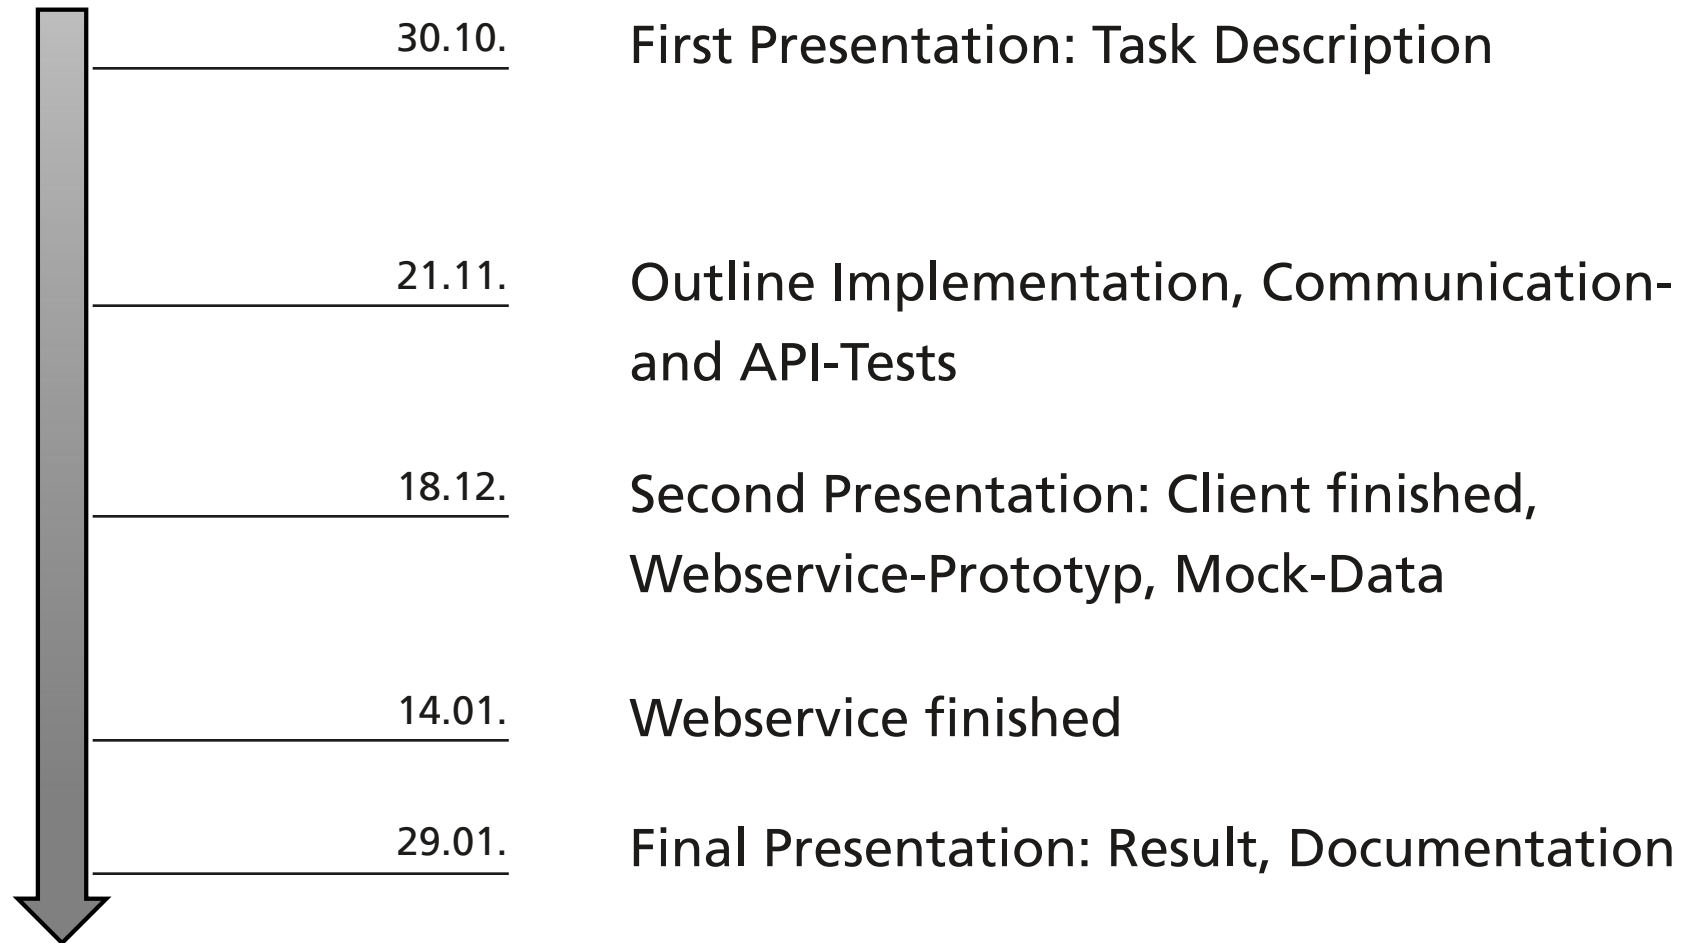 30.10. First Presentation: Task Description
21.11. Outline Implementation, Communication-
and API-Tests
18.12. Second Presentation: Client finished,
Webservice-Prototyp, Mock-Data
14.01. Webservice finished
29.01. Final Presentation: Result, Documentation